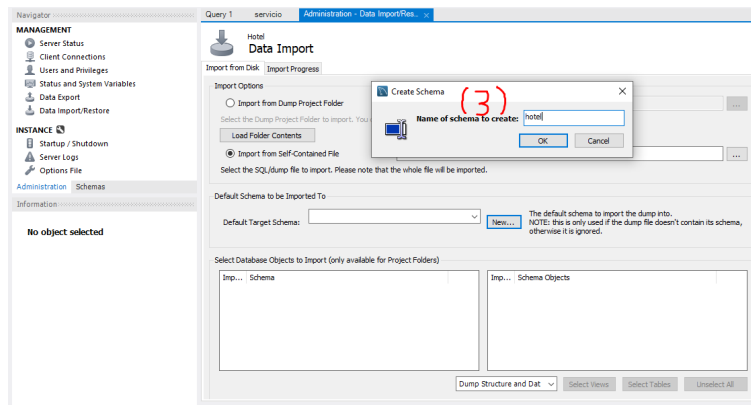 Navigator
Query 1
servicio
Administration - Data Import/Res...
MANAGEMENT
Server Status
Client Connections
Users and Privileges
Status and System Variables
Data Export
Data Import/Restore
INSTANCE
Startup / Shutdown
Server Logs
Options File
Administration Schemas
Information
No object selected
Hotel
Data Import
Import from Disk Import Progress
Import Options
Import from Dump Project Folder
...
Select the Dump Project Folder to import. You
Load Folder Contents
Import from Self-Contained File
...
Select the SQL/dump file to import. Please note that the whole file will be imported.
Create Schema
(3)
Name of schema to create: hotel
OK Cancel
Default Schema to be Imported To
Default Target Schema:
New...
The default schema to import the dump into.
NOTE: this is only used if the dump file doesn't contain its schema,
otherwise it is ignored.
Select Database Objects to Import (only available for Project Folders)
Imp... Schema
Imp... Schema Objects
Dump Structure and Dat
Select Views Select Tables Unselect All